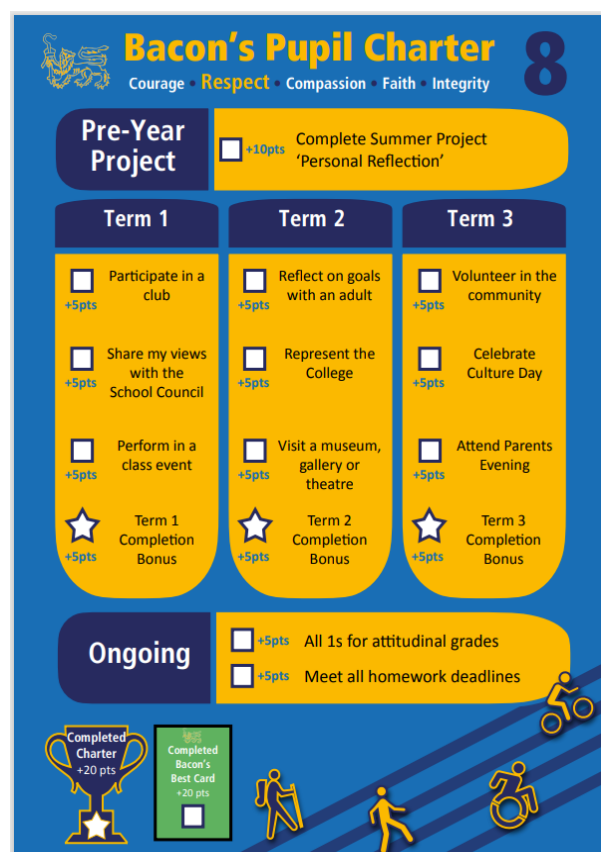 Bacon's Pupil Charter
8
Courage • Respect • Compassion • Faith • Integrity
Pre-Year
Project
+10pts
Complete Summer Project
'Personal Reflection'
Term 1
+5pts
Participate in a
club
+5pts
Share my views
with the
School Council
+5pts
Perform in a
class event
+5pts
Term 1
Completion
Bonus
Term 2
+5pts
Reflect on goals
with an adult
+5pts
Represent the
College
+5pts
Visit a museum,
gallery or
theatre
+5pts
Term 2
Completion
Bonus
Term 3
+5pts
Volunteer in the
community
+5pts
Celebrate
Culture Day
+5pts
Attend Parents
Evening
+5pts
Term 3
Completion
Bonus
Ongoing
+5pts All 1s for attitudinal grades
+5pts Meet all homework deadlines
Completed
Charter
+20 pts
Completed
Bacon's
Best Card
+20 pts